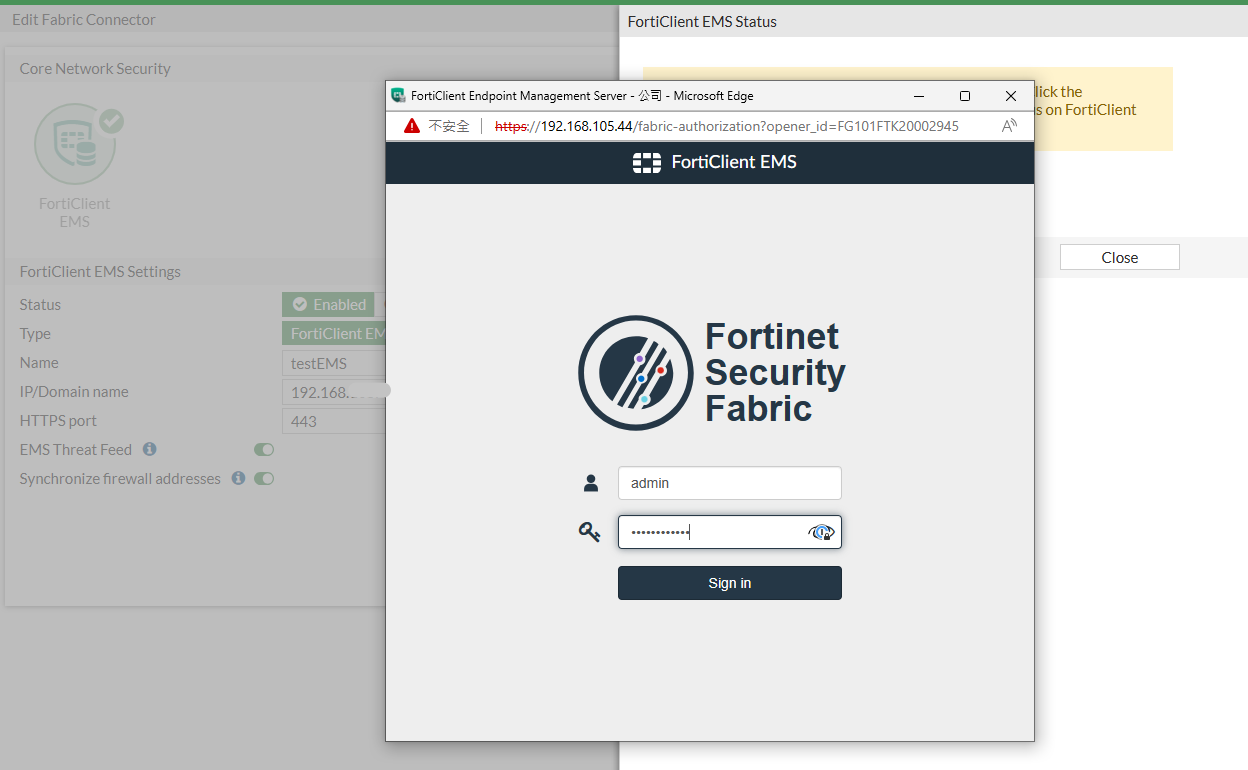 Edit Fabric Connector
FortiClient EMS Status
Core Network Security
FortiClient
EMS
FortiClient EMS Settings
Status Enabled
Type FortiClient EM
Name testEMS
IP/Domain name 192.168.
HTTPS port 443
EMS Threat Feed
Synchronize firewall addresses
lick the
s on FortiClient
Close
FortiClient Endpoint Management Server - 公司 - Microsoft Edge
不安全 https://192.168.105.44/fabric-authorization?opener_id=FG101FTK20002945
FortiClient EMS
Fortinet
Security
Fabric
admin
••••••••••••
Sign in